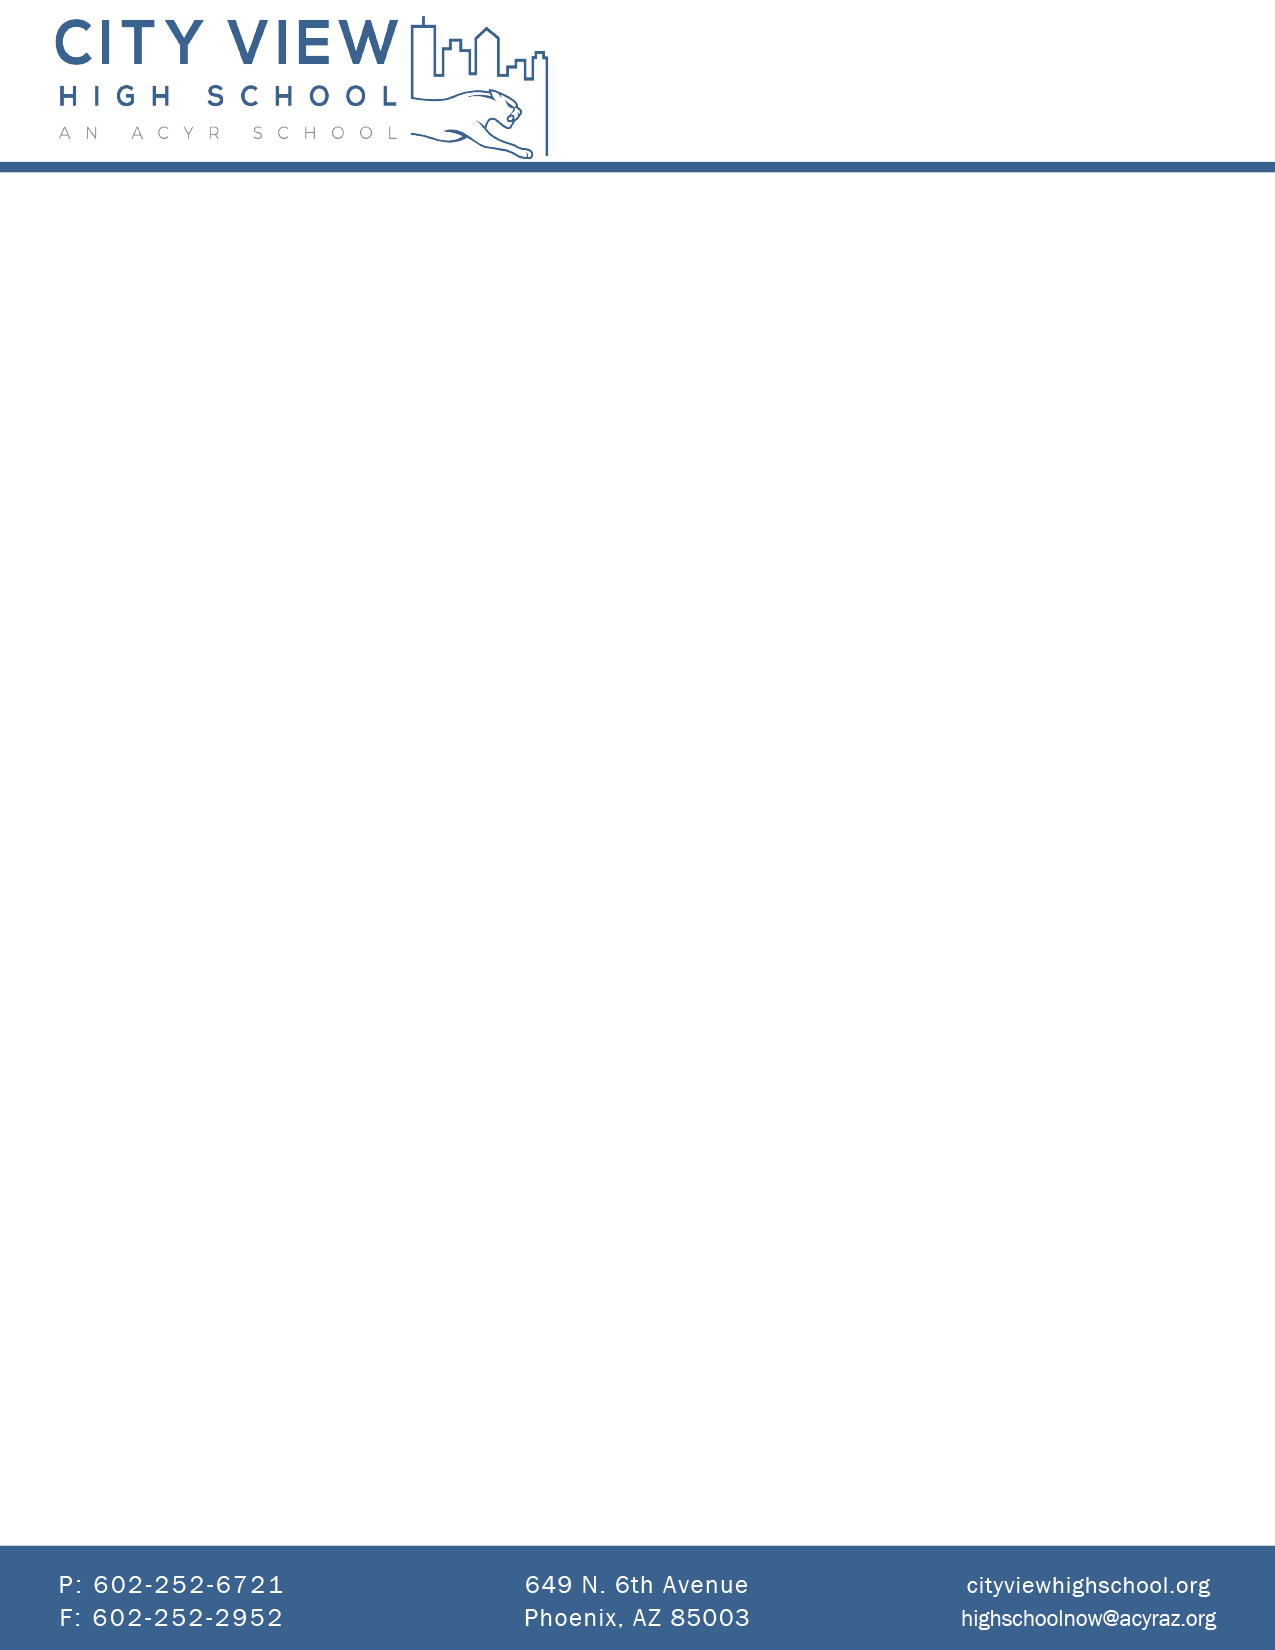 CITY VIEW
HIGH SCHOOL
AN ACYR SCHOOL
P: 602-252-6721
F: 602-252-2952
649 N. 6th Avenue
Phoenix, AZ 85003
cityviewhighschool.org
highschoolnow@acyraz.org